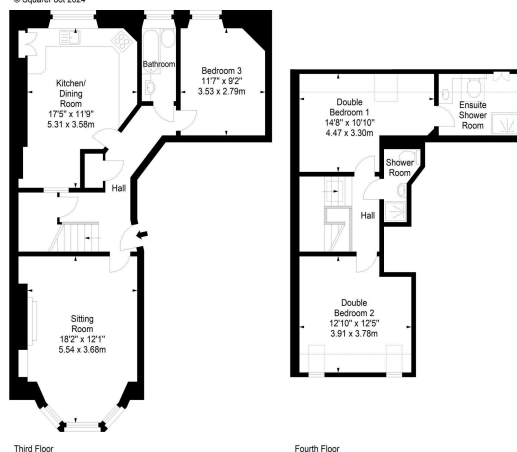 © Squarefoot 2024
Kitchen/
Dining
Room
17'5" x 11'9"
5.31 x 3.58m
Bathroom
Bedroom 3
11'7" x 9'2"
3.53 x 2.79m
Hall
Sitting
Room
18'2" x 12'1"
5.54 x 3.68m
Third Floor
Double
Bedroom 1
14'8" x 10'10"
4.47 x 3.30m
Ensuite
Shower
Room
Shower
Room
Hall
Double
Bedroom 2
12'10" x 12'5"
3.91 x 3.78m
Fourth Floor